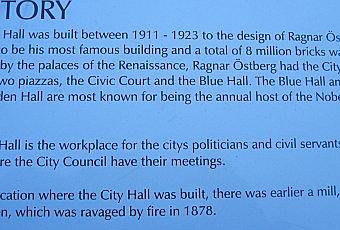 TORY
Hall was built between 1911 - 1923 to the design of Ragnar Ös
o be his most famous building and a total of 8 million bricks wa
by the palaces of the Renaissance, Ragnar Östberg had the City
wo piazzas, the Civic Court and the Blue Hall. The Blue Hall an
den Hall are most known for being the annual host of the Nobe
Hall is the workplace for the citys politicians and civil servants
re the City Council have their meetings.
cation where the City Hall was built, there was earlier a mill,
en, which was ravaged by fire in 1878.